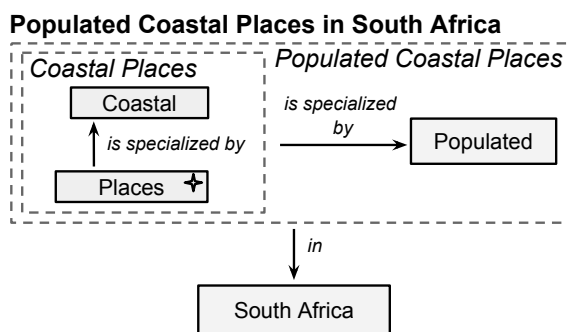 Populated Coastal Places in South Africa
Coastal Places
Populated Coastal Places
Coastal
is specialized by
is specialized
by
Populated
Places
in
South Africa